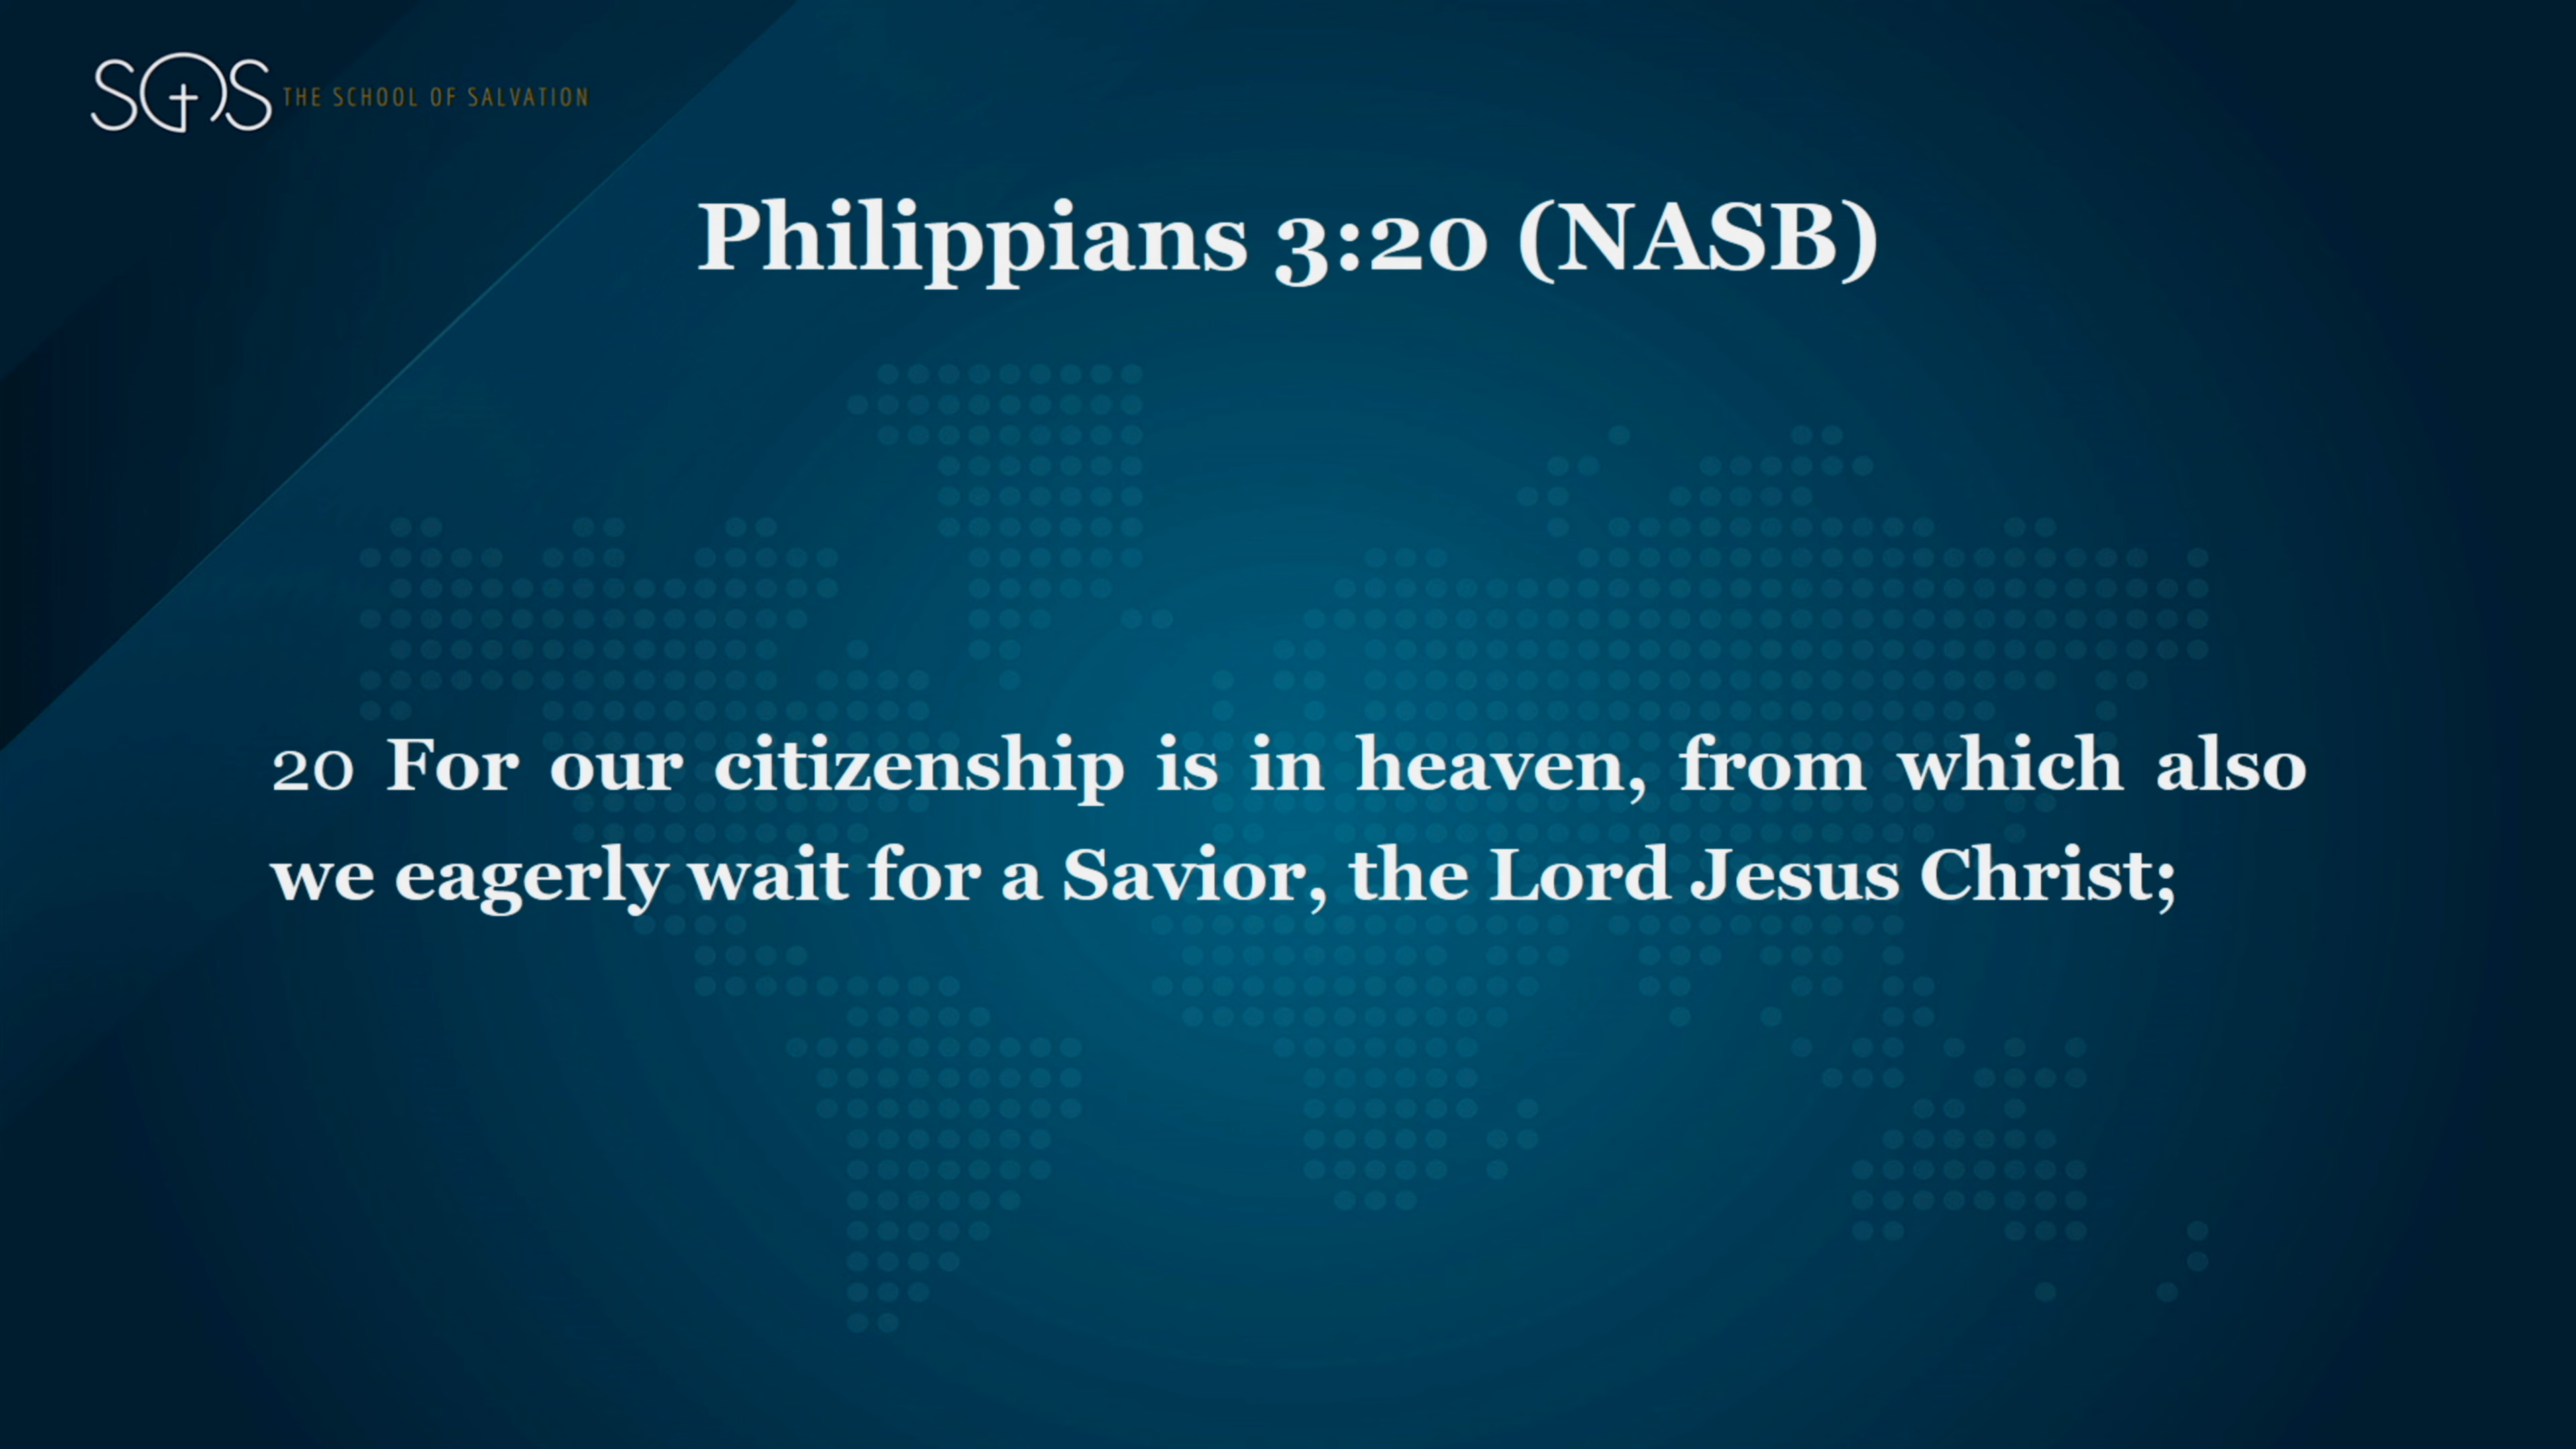 SOS THE SCHOOL OF SALVATION
Philippians 3:20 (NASB)
20 For our citizenship is in heaven, from which also
we eagerly wait for a Savior, the Lord Jesus Christ;